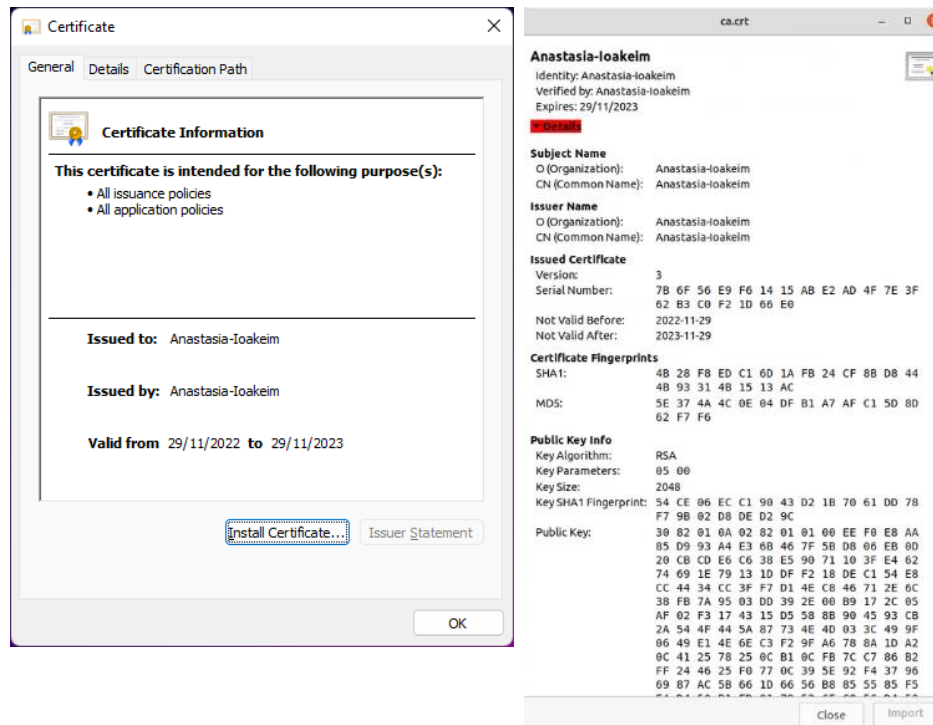 Certificate
General Details Certification Path
Certificate Information
This certificate is intended for the following purpose(s):
• All issuance policies
• All application policies
Issued to: Anastasia-Ioakeim
Issued by: Anastasia-Ioakeim
Valid from 29/11/2022 to 29/11/2023
Install Certificate... Issuer Statement
OK
ca.crt
Anastasia-Ioakeim
Identity: Anastasia-Ioakeim
Verified by: Anastasia-Ioakeim
Expires: 29/11/2023
Details
Subject Name
O (Organization): Anastasia-Ioakeim
CN (Common Name): Anastasia-Ioakeim
Issuer Name
O (Organization): Anastasia-Ioakeim
CN (Common Name): Anastasia-Ioakeim
Issued Certificate
Version: 3
Serial Number: 7B 6F 56 E9 F6 14 15 AB E2 AD 4F 7E 3F
62 B3 C0 F2 1D 66 E0
Not Valid Before: 2022-11-29
Not Valid After: 2023-11-29
Certificate Fingerprints
SHA1: 4B 28 F8 ED C1 6D 1A FB 24 CF 8B D8 44
4B 93 31 4B 15 13 AC
MD5: 5E 37 4A 4C 0E 04 DF B1 A7 AF C1 5D 8D
62 F7 F6
Public Key Info
Key Algorithm: RSA
Key Parameters: 05 00
Key Size: 2048
Key SHA1 Fingerprint: 54 CE 06 EC C1 90 43 D2 1B 70 61 DD 78
F7 9B 02 D8 DE D2 9C
Public Key: 30 82 01 0A 02 82 01 01 00 EE F0 E8 AA
85 D9 93 A4 E3 6B 46 7F 5B D8 06 EB 0D
20 CB CD E6 C6 38 E5 90 71 10 3F E4 62
74 69 1E 79 13 1D DF F2 18 DE C1 54 E8
CC 44 34 CC 3F F7 D1 4E C8 46 71 2E 6C
38 FB 7A 95 03 DD 39 2E 00 B9 17 2C 05
AF 02 F3 17 43 15 D5 58 8B 90 45 93 CB
2A 54 4F 44 5A 87 73 4E 4D 03 3C 49 9F
06 49 E1 4E 6E C3 F2 9F A6 78 8A 1D A2
0C 41 25 78 25 0C B1 0C FB 7C C7 86 B2
FF 24 46 25 F0 77 0C 39 5E 92 F4 37 96
69 87 AC 5B 66 1D 66 56 B8 85 55 85 F5
Close Import